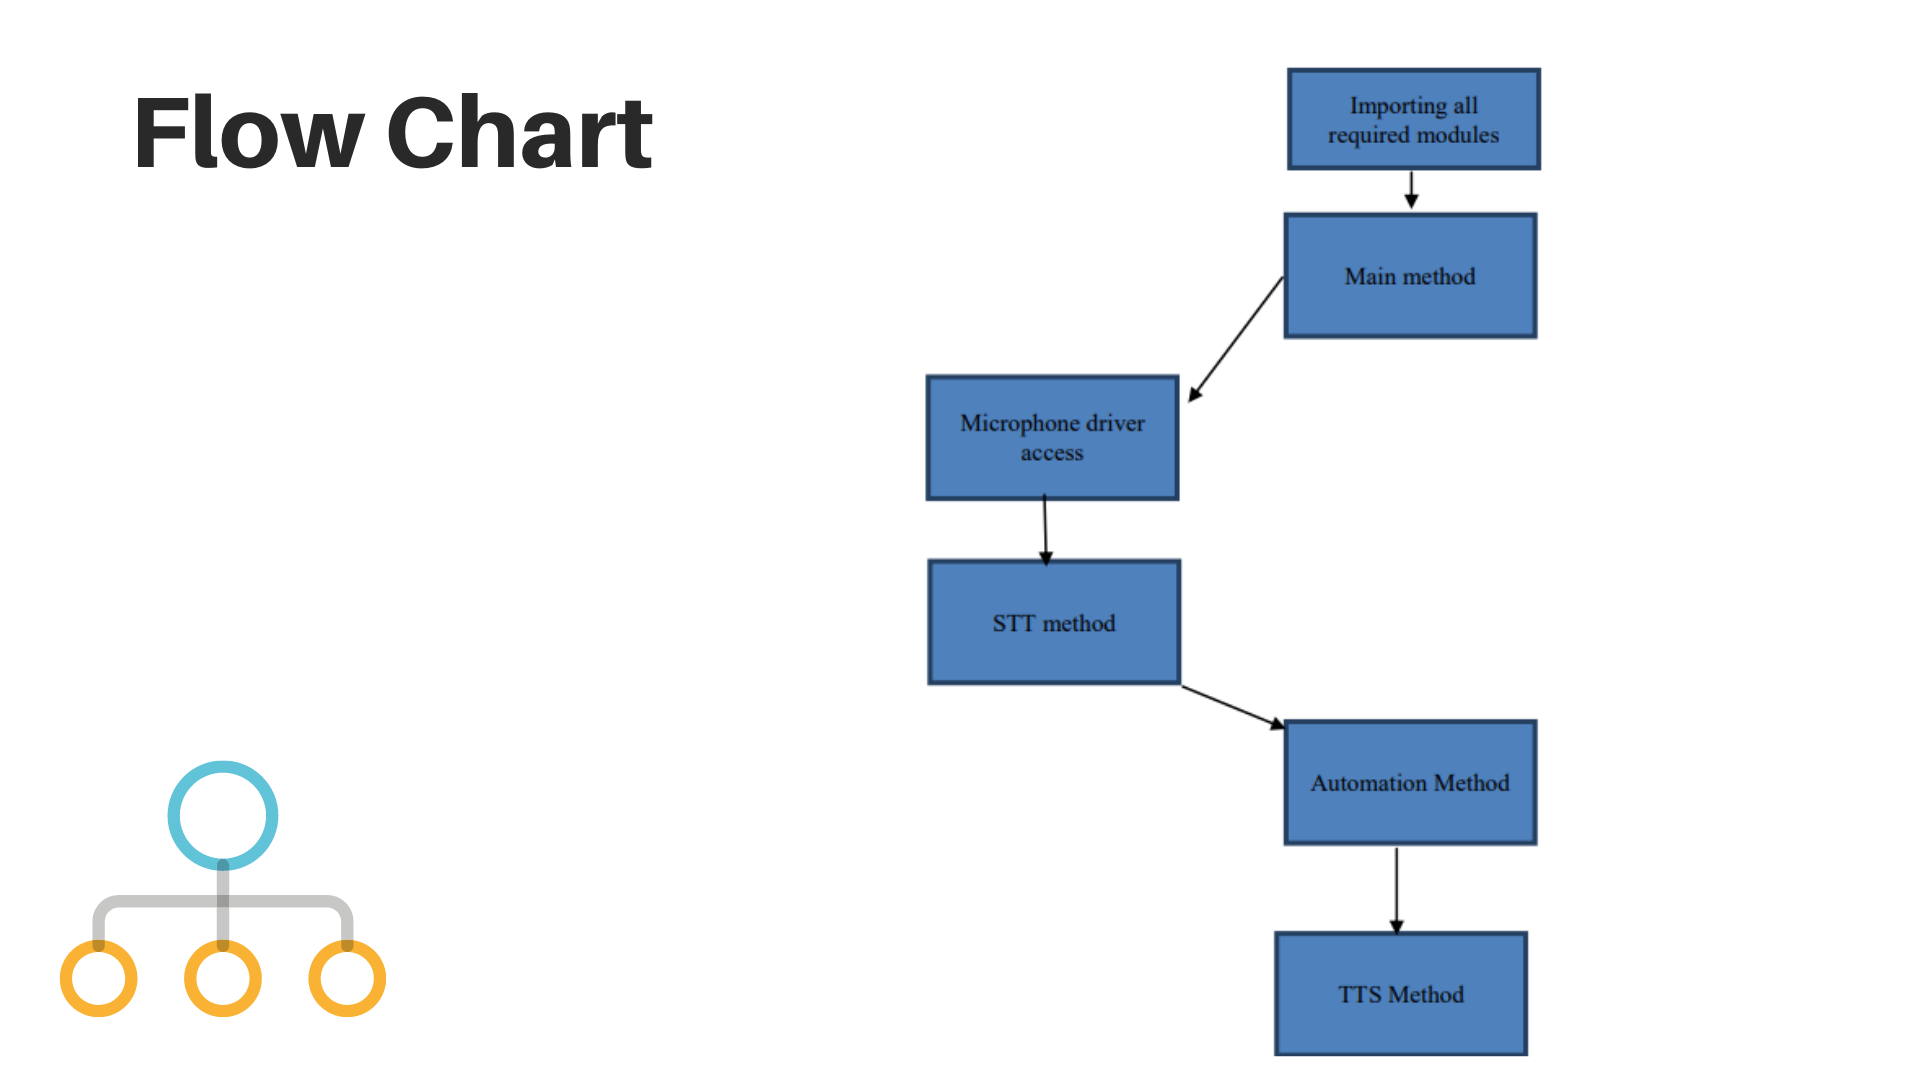 Flow Chart
Importing all
required modules
Main method
Microphone driver
access
STT method
Automation Method
TTS Method